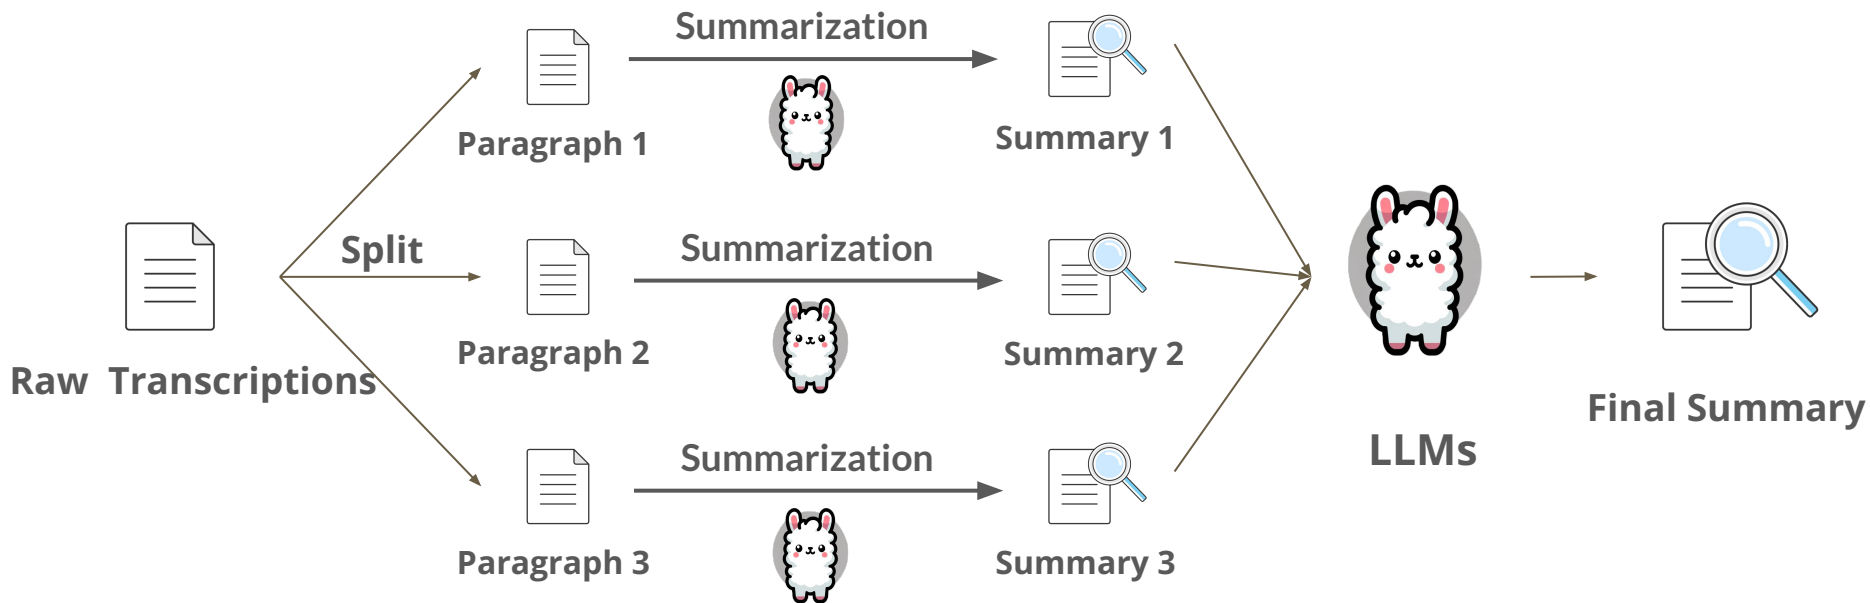 Summarization
Paragraph 1
Summary 1
Split
Summarization
Raw  Transcriptions
Paragraph 2
Summary 2
LLMs
Final Summary
Summarization
Paragraph 3
Summary 3